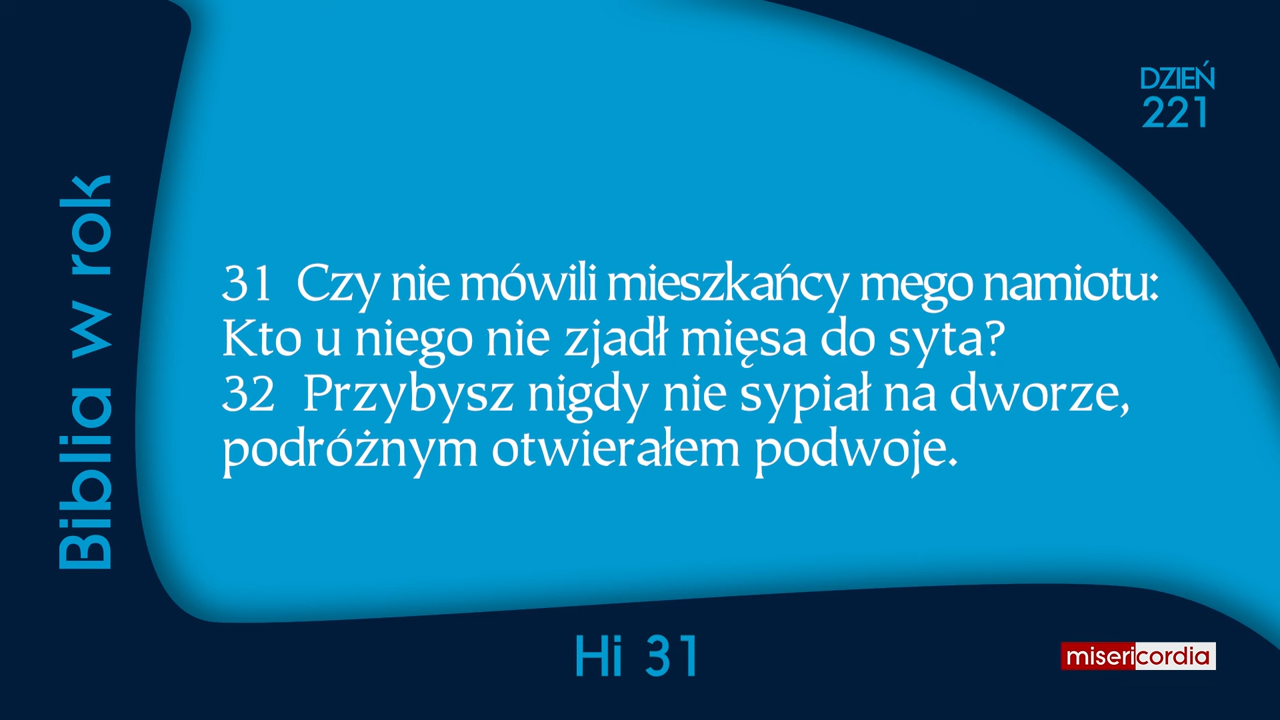 DZIEŃ
221
Biblia w rok
31 Czy nie mówili mieszkańcy mego namiotu:
Kto u niego nie zjadł mięsa do syta?
32 Przybysz nigdy nie sypiał na dworze,
podróżnym otwierałem podwoje.
Hi 31
misericordia